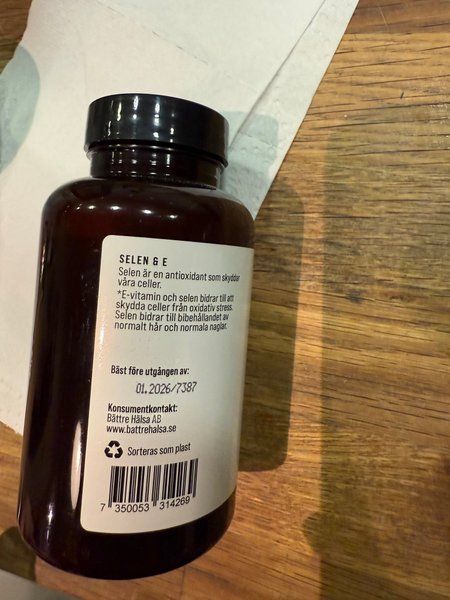 SELEN & E
Selen är en antioxidant som skyddar
våra celler.
*E-vitamin och selen bidrar till att
skydda celler från oxidativ stress.
Selen bidrar till bibehållandet av
normalt hår och normala naglar.
Bäst före utgången av:
01.2026/7387
Konsumentkontakt:
Bättre Hälsa AB
www.battrehalsa.se
Sorteras som plast
7 350053 314269